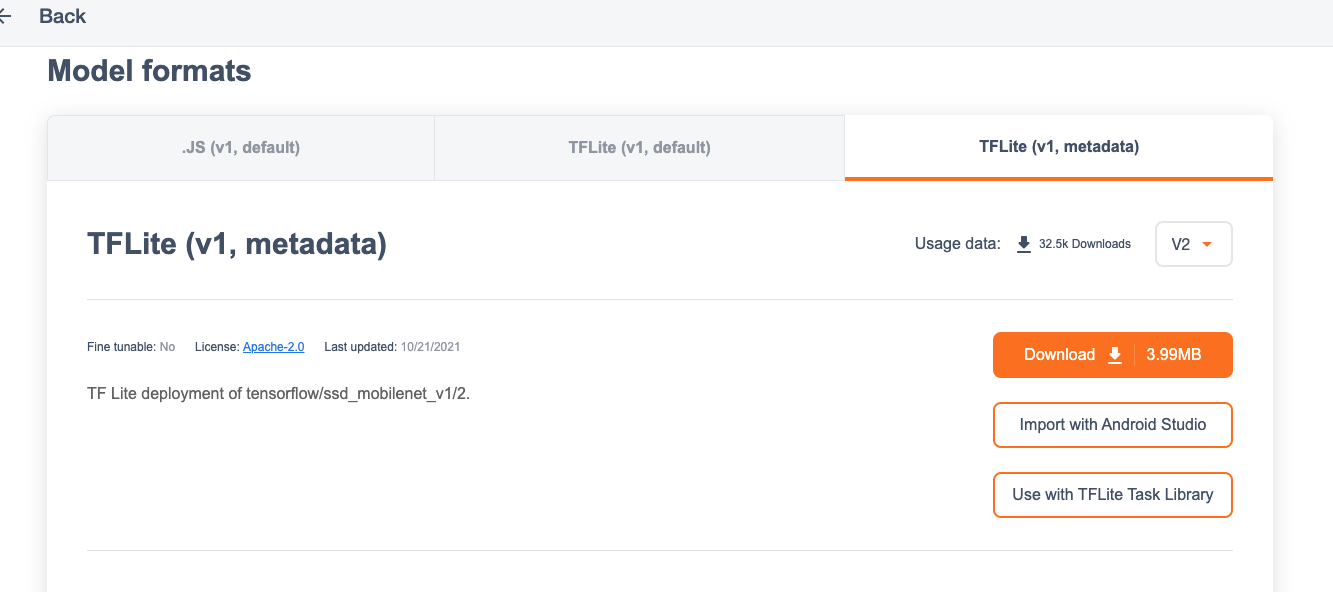 Back
Model formats
.JS (v1, default)
TFLite (v1, default)
TFLite (v1, metadata)
TFLite (v1, metadata)
Usage data: 32.5k Downloads V2
Fine tunable: No License: Apache-2.0 Last updated: 10/21/2021
Download 3.99MB
TF Lite deployment of tensorflow/ssd_mobilenet_v1/2.
Import with Android Studio
Use with TFLite Task Library